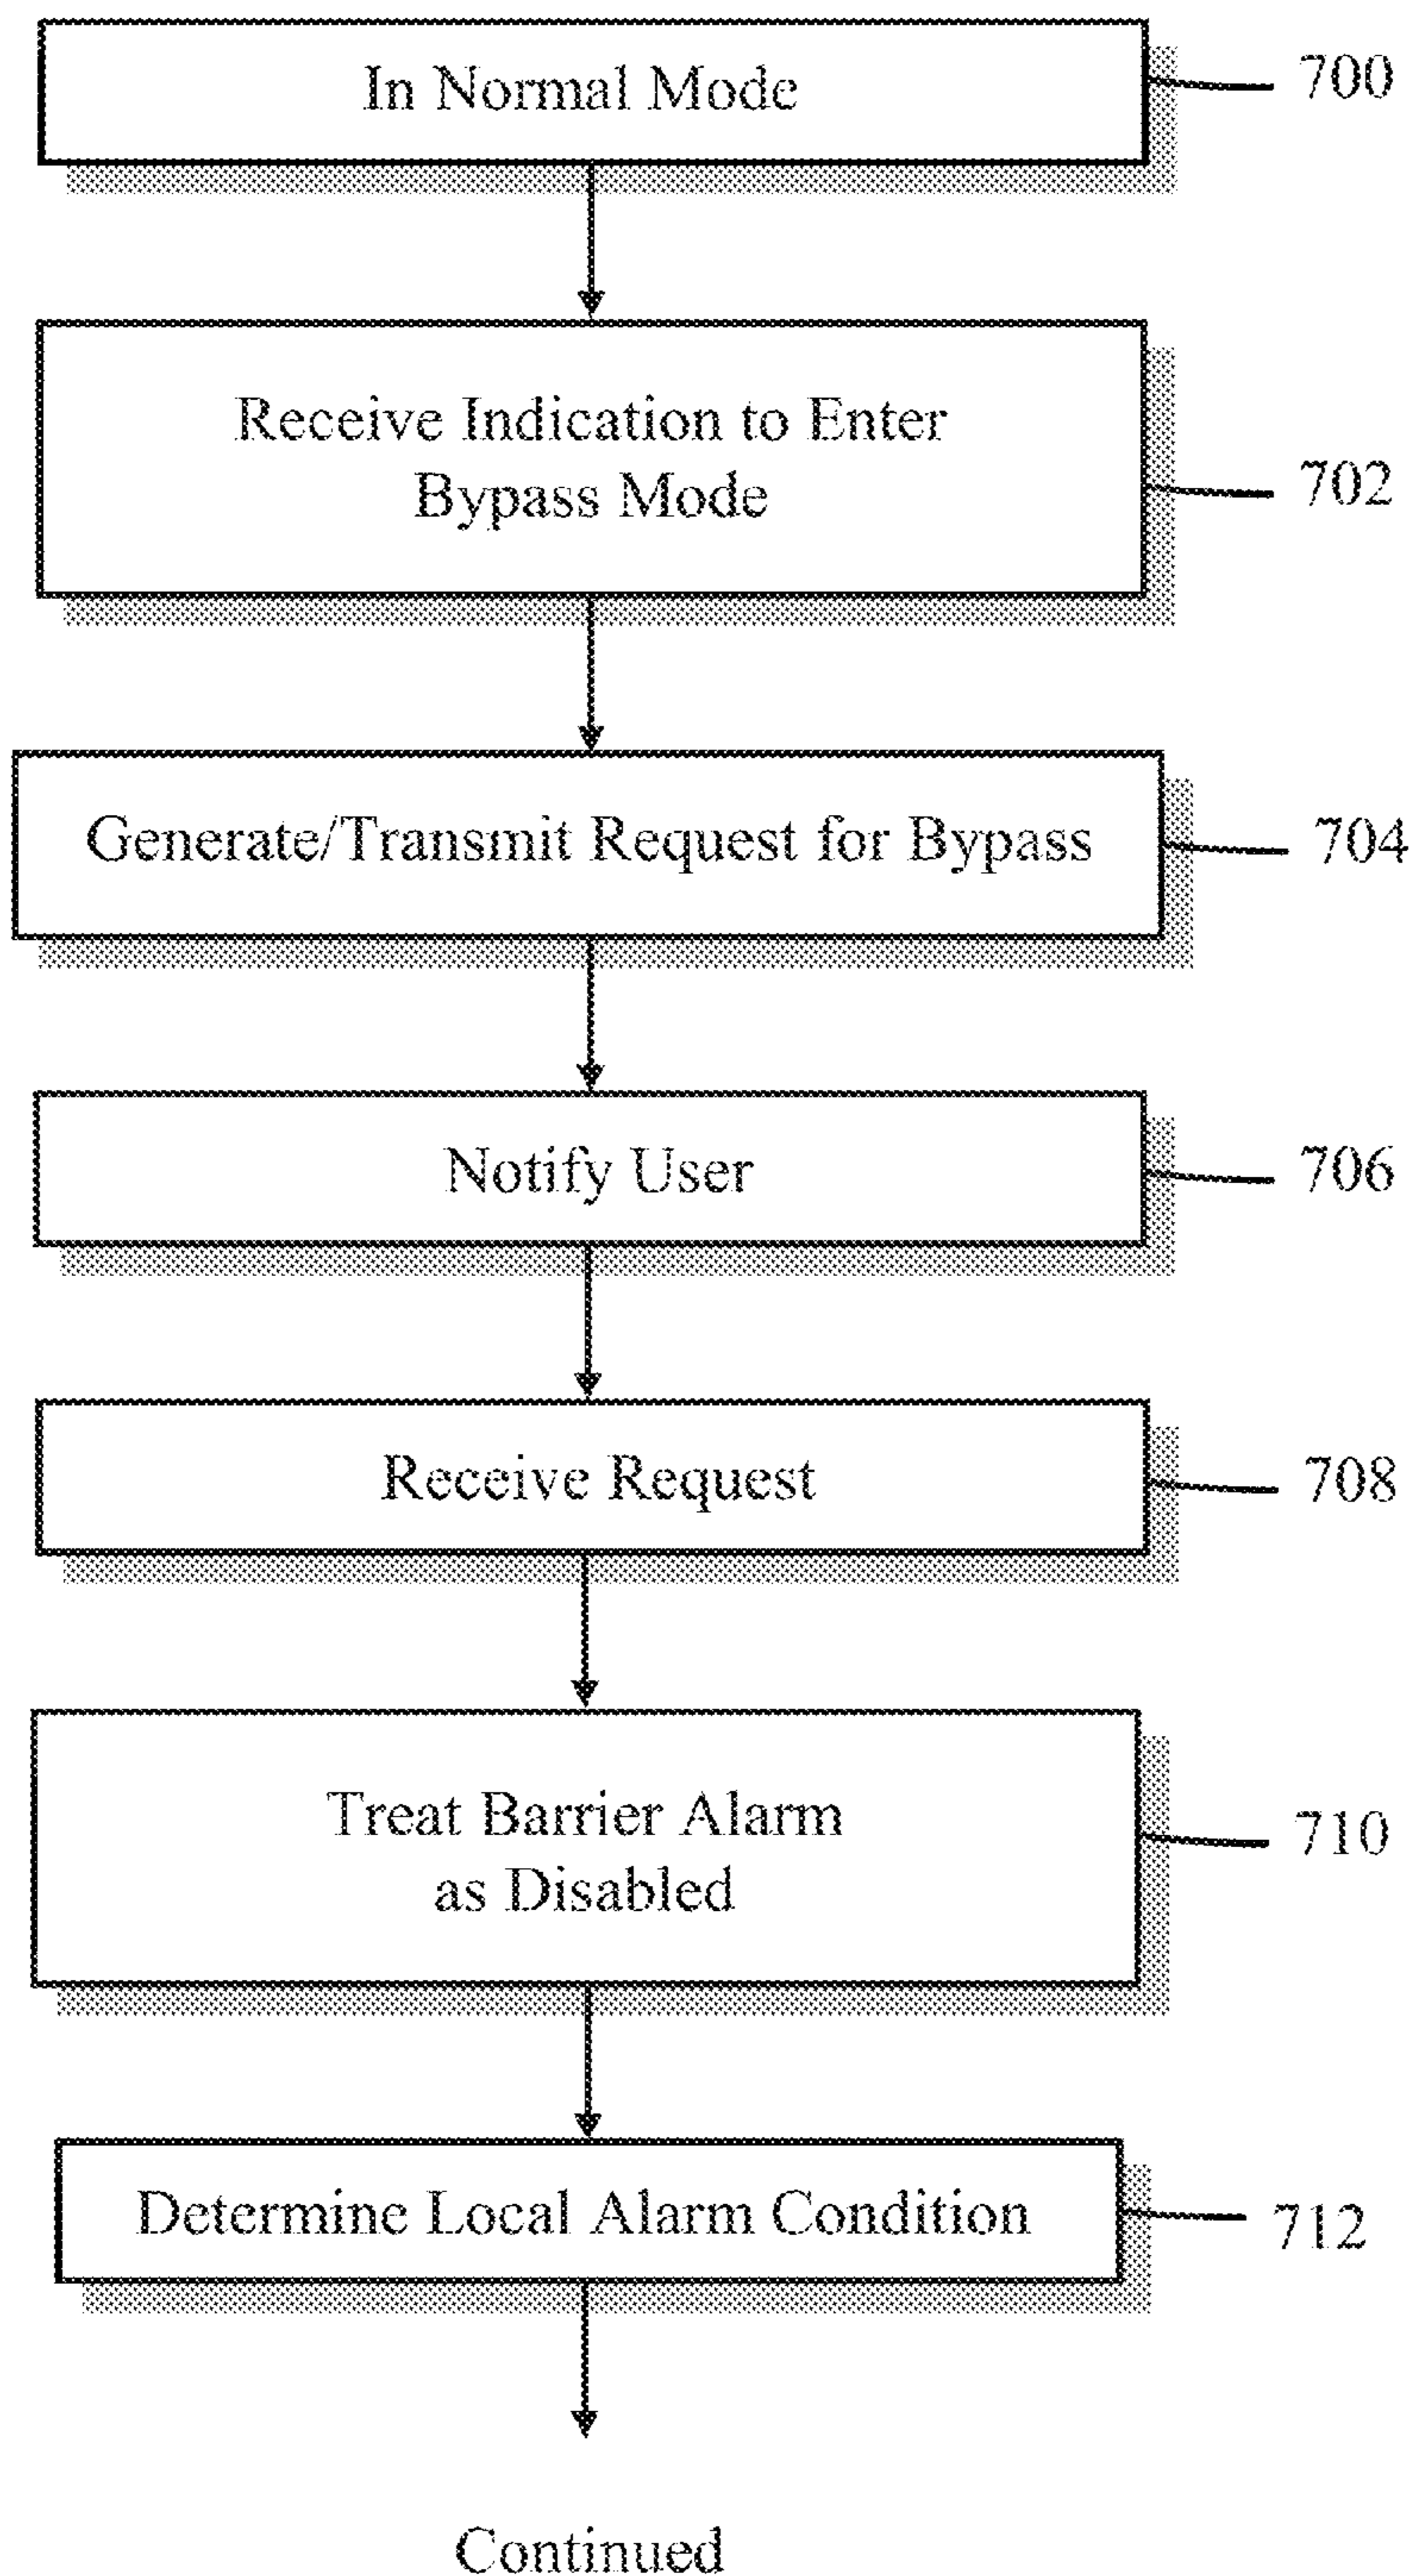 In Normal Mode
700
Receive Indication to Enter
Bypass Mode
702
Generate/Transmit Request for Bypass
704
Notify User
706
Receive Request
708
Treat Barrier Alarm
as Disabled
710
Determine Local Alarm Condition
712
Continued